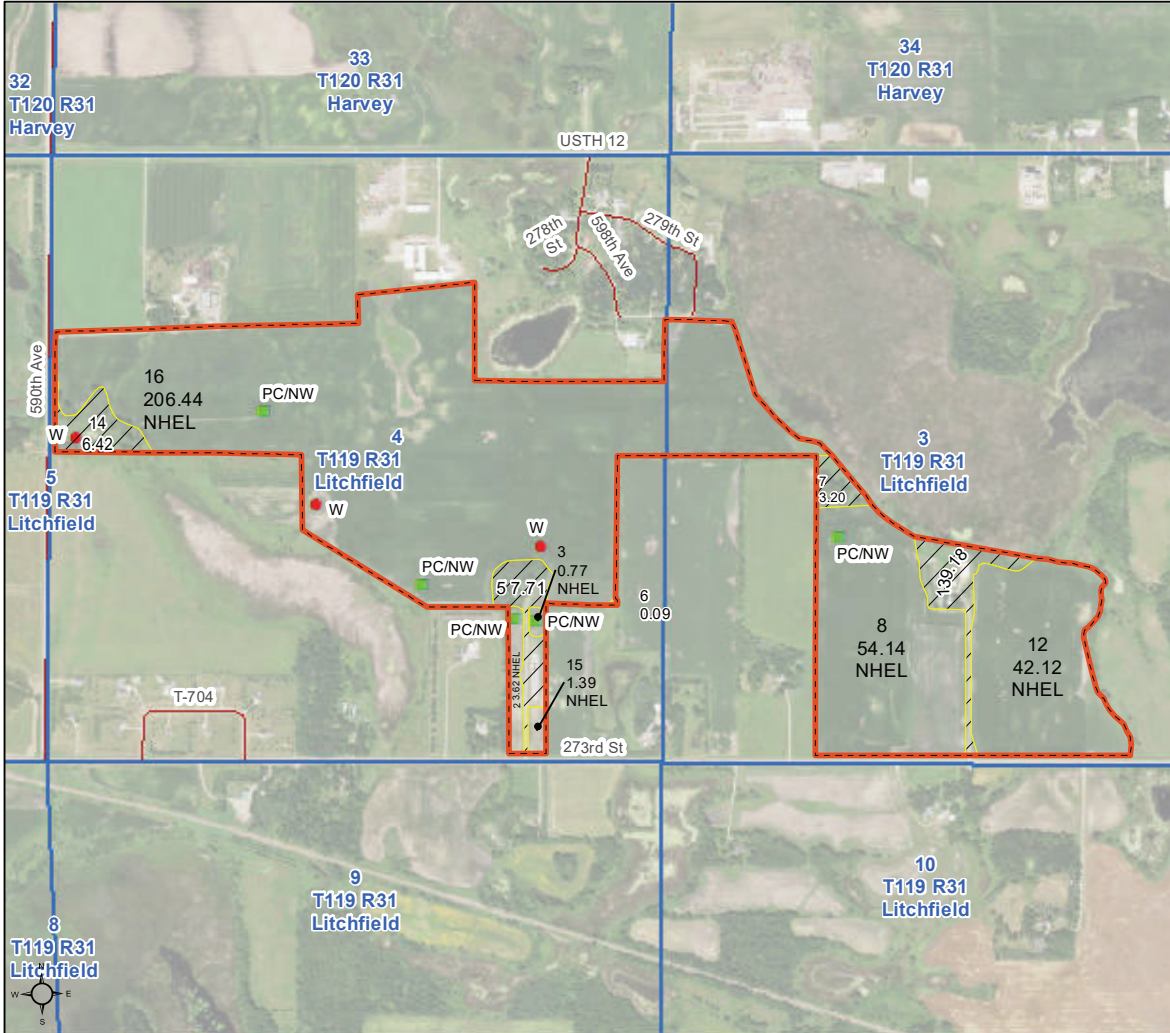 32
T120 R31
Harvey
33
T120 R31
Harvey
34
T120 R31
Harvey
USTH 12
278th
St
598th Ave
279th St
590th Ave
16
206.44
NHEL
PC/NW
14
6.42
W
5
T119 R31
Litchfield
4
T119 R31
Litchfield
3
T119 R31
Litchfield
W
W
7
3.20
PC/NW
PC/NW
5 7.71
3
0.77
NHEL
PC/NW
PC/NW
6
0.09
139.18
8
54.14
NHEL
12
42.12
NHEL
2 3.62 NHEL
15
1.39
NHEL
T-704
273rd St
8
T119 R31
Litchfield
9
T119 R31
Litchfield
10
T119 R31
Litchfield
N
W
E
S